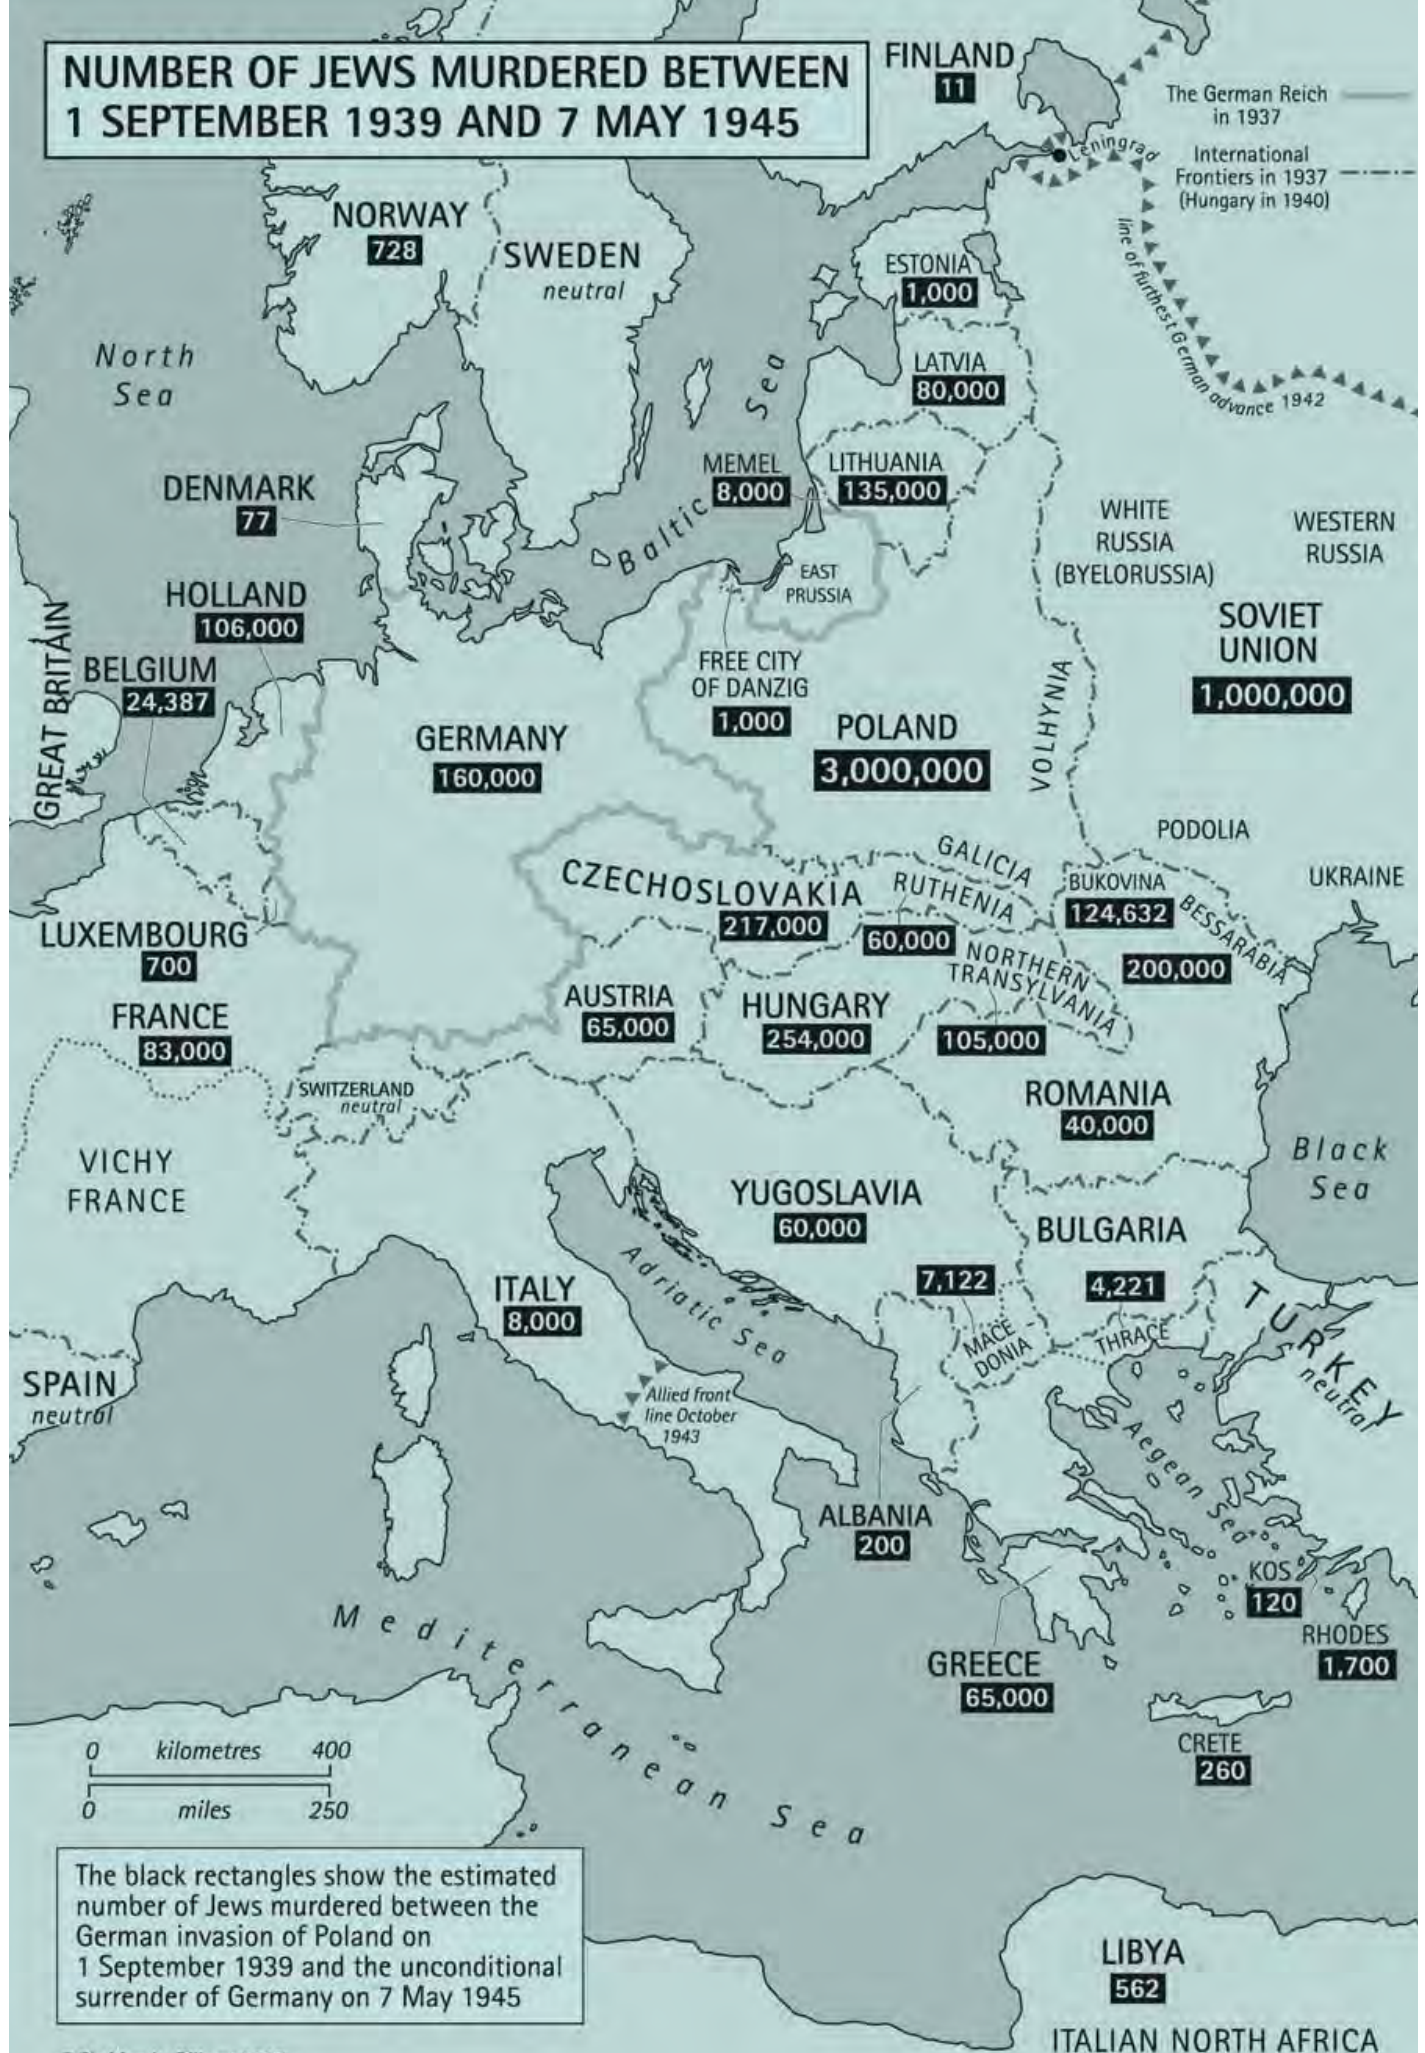 NUMBER OF JEWS MURDERED BETWEEN
1 SEPTEMBER 1939 AND 7 MAY 1945
FINLAND
11
The German Reich
in 1937
International
Frontiers in 1937
(Hungary in 1940)
Leningrad
line of furthest German advance 1942
NORWAY
728
SWEDEN
neutral
ESTONIA
1,000
North
Sea
LATVIA
80,000
Baltic Sea
MEMEL
8,000
LITHUANIA
135,000
DENMARK
77
WHITE
RUSSIA
(BYELORUSSIA)
WESTERN
RUSSIA
EAST
PRUSSIA
HOLLAND
106,000
SOVIET
UNION
1,000,000
GREAT BRITAIN
BELGIUM
24,387
FREE CITY
OF DANZIG
1,000
GERMANY
160,000
POLAND
3,000,000
VOLHYNIA
PODOLIA
GALICIA
CZECHOSLOVAKIA
217,000
RUTHENIA
60,000
BUKOVINA
124,632
BESSARABIA
200,000
UKRAINE
LUXEMBOURG
700
NORTHERN
TRANSYLVANIA
105,000
AUSTRIA
65,000
HUNGARY
254,000
FRANCE
83,000
SWITZERLAND
neutral
ROMANIA
40,000
VICHY
FRANCE
Black
Sea
YUGOSLAVIA
60,000
BULGARIA
Adriatic Sea
7,122
4,221
ITALY
8,000
MACE-
DONIA
THRACE
TURKEY
neutral
SPAIN
neutral
Allied front
line October
1943
Aegean Sea
ALBANIA
200
KOS
120
RHODES
1,700
Mediterranean Sea
GREECE
65,000
CRETE
260
0 kilometres 400
0 miles 250
The black rectangles show the estimated
number of Jews murdered between the
German invasion of Poland on
1 September 1939 and the unconditional
surrender of Germany on 7 May 1945
LIBYA
562
ITALIAN NORTH AFRICA